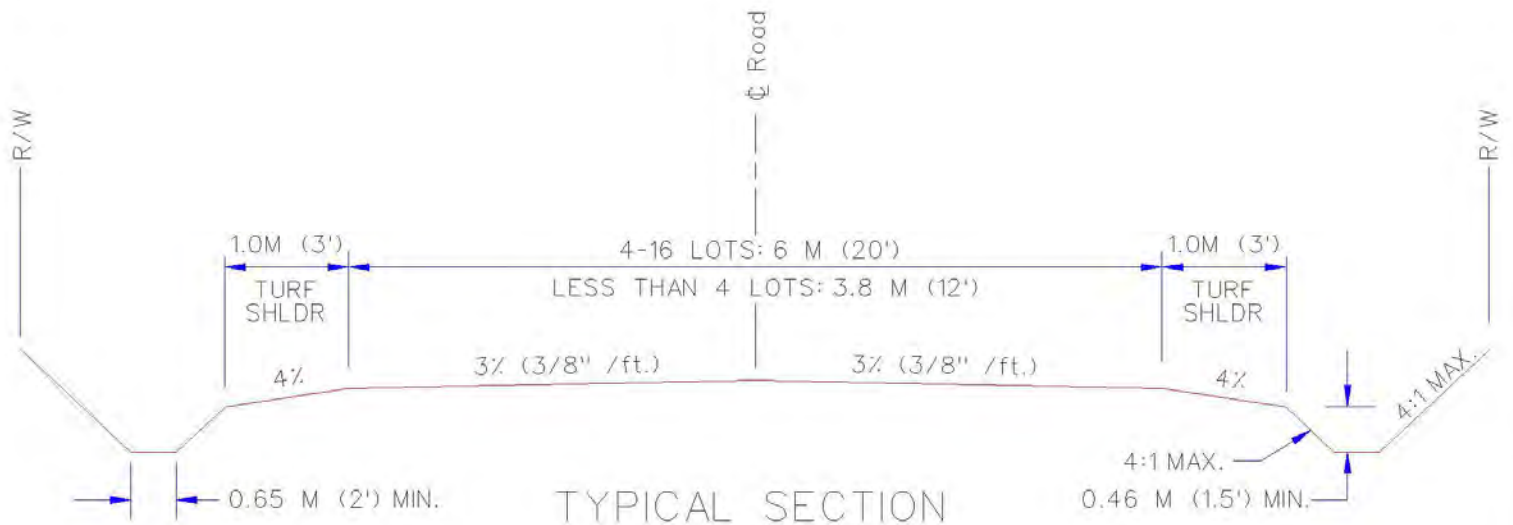 ℄ Road
R/W
R/W
1.0M (3')
4-16 LOTS: 6 M (20')
1.0M (3')
TURF
SHLDR
LESS THAN 4 LOTS: 3.8 M (12')
TURF
SHLDR
4%
3% (3/8" /ft.)
3% (3/8" /ft.)
4%
4:1 MAX.
4:1 MAX.
0.65 M (2') MIN.
TYPICAL SECTION
0.46 M (1.5') MIN.